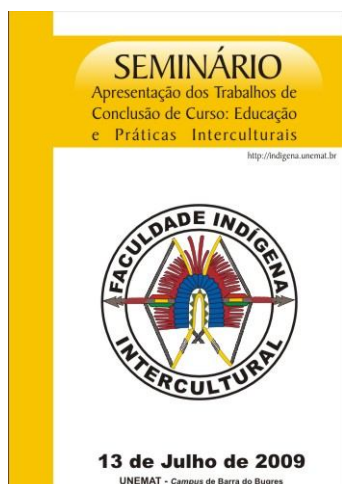 SEMINÁRIO
Apresentação dos Trabalhos de
Conclusão de Curso: Educação
e Práticas Interculturais
http://indigena.unemat.br
FACULDADE INDÍGENA
INTERCULTURAL
13 de Julho de 2009
UNEMAT - Campus de Barra do Bugres